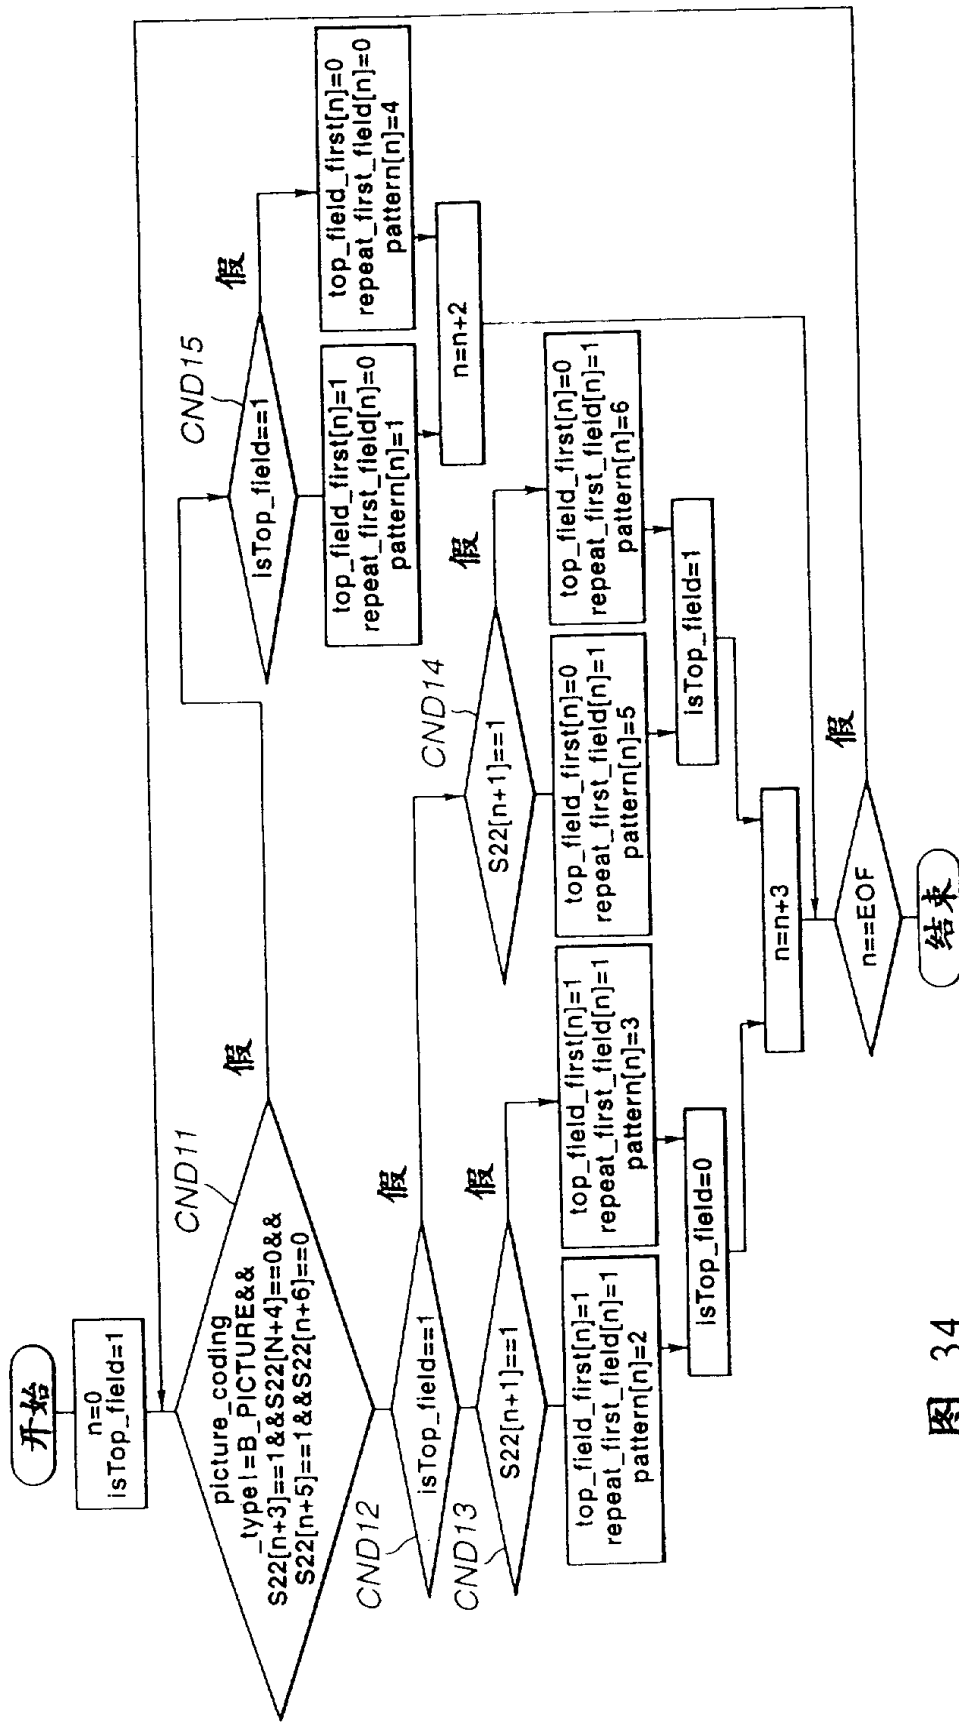 开始
n=0
isTop_field=1
CND11
picture_coding
_type!=B_PICTURE&&
S22[n+3]==1&&S22[N+4]==0&&
S22[n+5]==1&&S22[n+6]==0
假
CND12
isTop_field==1
假
CND13
S22[n+1]==1
假
top_field_first[n]=1
repeat_first_field[n]=1
pattern[n]=2
top_field_first[n]=1
repeat_first_field[n]=1
pattern[n]=3
isTop_field=0
CND14
S22[n+1]==1
假
top_field_first[n]=0
repeat_first_field[n]=1
pattern[n]=5
top_field_first[n]=0
repeat_first_field[n]=1
pattern[n]=6
isTop_field=1
n=n+3
CND15
isTop_field==1
假
top_field_first[n]=1
repeat_first_field[n]=0
pattern[n]=1
top_field_first[n]=0
repeat_first_field[n]=0
pattern[n]=4
n=n+2
n==EOF
假
结束
图 34